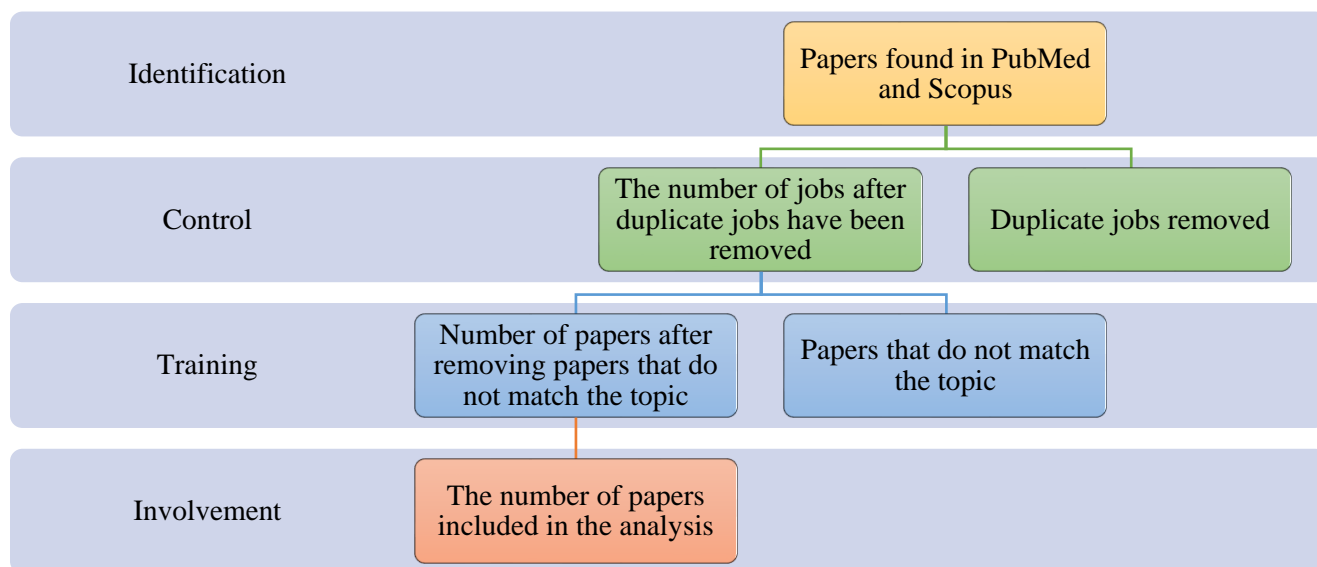 Identification
Papers found in PubMed
and Scopus
Control
The number of jobs after
duplicate jobs have been
removed
Duplicate jobs removed
Training
Number of papers after
removing papers that do
not match the topic
Papers that do not match
the topic
Involvement
The number of papers
included in the analysis